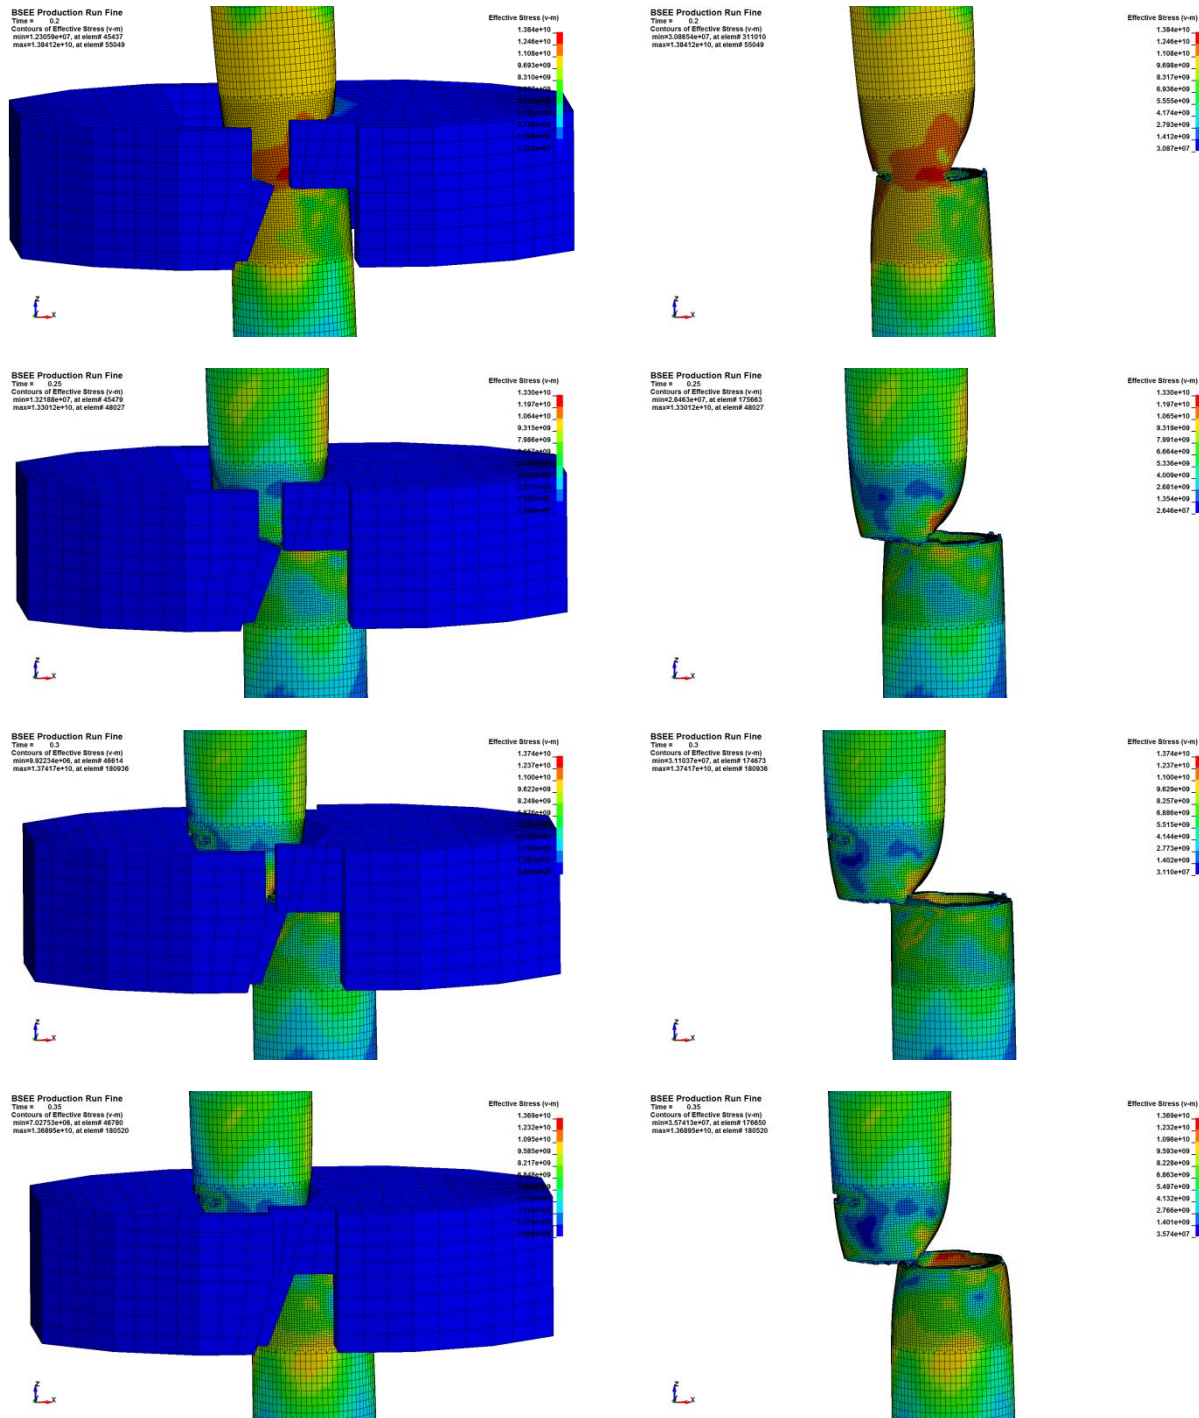 BSEE Production Run Fine
Time = 0.2
Contours of Effective Stress (v-m)
min=1.23059e+07, at elem# 45437
max=1.38412e+10, at elem# 55049
Effective Stress (v-m)
1.384e+10
1.246e+10
1.108e+10
9.693e+09
8.310e+09
BSEE Production Run Fine
Time = 0.2
Contours of Effective Stress (v-m)
min=3.08654e+07, at elem# 311010
max=1.38412e+10, at elem# 55049
Effective Stress (v-m)
1.384e+10
1.246e+10
1.108e+10
9.698e+09
8.317e+09
6.936e+09
5.555e+09
4.174e+09
2.793e+09
1.412e+09
3.087e+07
Z
X
Z
X
BSEE Production Run Fine
Time = 0.25
Contours of Effective Stress (v-m)
min=1.32188e+07, at elem# 45479
max=1.33012e+10, at elem# 48027
Effective Stress (v-m)
1.330e+10
1.197e+10
1.064e+10
9.315e+09
7.986e+09
BSEE Production Run Fine
Time = 0.25
Contours of Effective Stress (v-m)
min=2.6463e+07, at elem# 175663
max=1.33012e+10, at elem# 48027
Effective Stress (v-m)
1.330e+10
1.197e+10
1.065e+10
9.319e+09
7.991e+09
6.664e+09
5.336e+09
4.009e+09
2.681e+09
1.354e+09
2.646e+07
Z
X
Z
X
BSEE Production Run Fine
Time = 0.3
Contours of Effective Stress (v-m)
min=9.92234e+06, at elem# 46614
max=1.37417e+10, at elem# 180936
Effective Stress (v-m)
1.374e+10
1.237e+10
1.100e+10
9.622e+09
8.249e+09
BSEE Production Run Fine
Time = 0.3
Contours of Effective Stress (v-m)
min=3.11037e+07, at elem# 174673
max=1.37417e+10, at elem# 180936
Effective Stress (v-m)
1.374e+10
1.237e+10
1.100e+10
9.629e+09
8.257e+09
6.886e+09
5.515e+09
4.144e+09
2.773e+09
1.402e+09
3.110e+07
Z
X
Z
X
BSEE Production Run Fine
Time = 0.35
Contours of Effective Stress (v-m)
min=7.02753e+06, at elem# 46780
max=1.36895e+10, at elem# 180520
Effective Stress (v-m)
1.369e+10
1.232e+10
1.095e+10
9.585e+09
8.217e+09
6.848e+09
BSEE Production Run Fine
Time = 0.35
Contours of Effective Stress (v-m)
min=3.57413e+07, at elem# 176650
max=1.36895e+10, at elem# 180520
Effective Stress (v-m)
1.369e+10
1.232e+10
1.096e+10
9.593e+09
8.228e+09
6.863e+09
5.497e+09
4.132e+09
2.766e+09
1.401e+09
3.574e+07
Z
X
Z
X